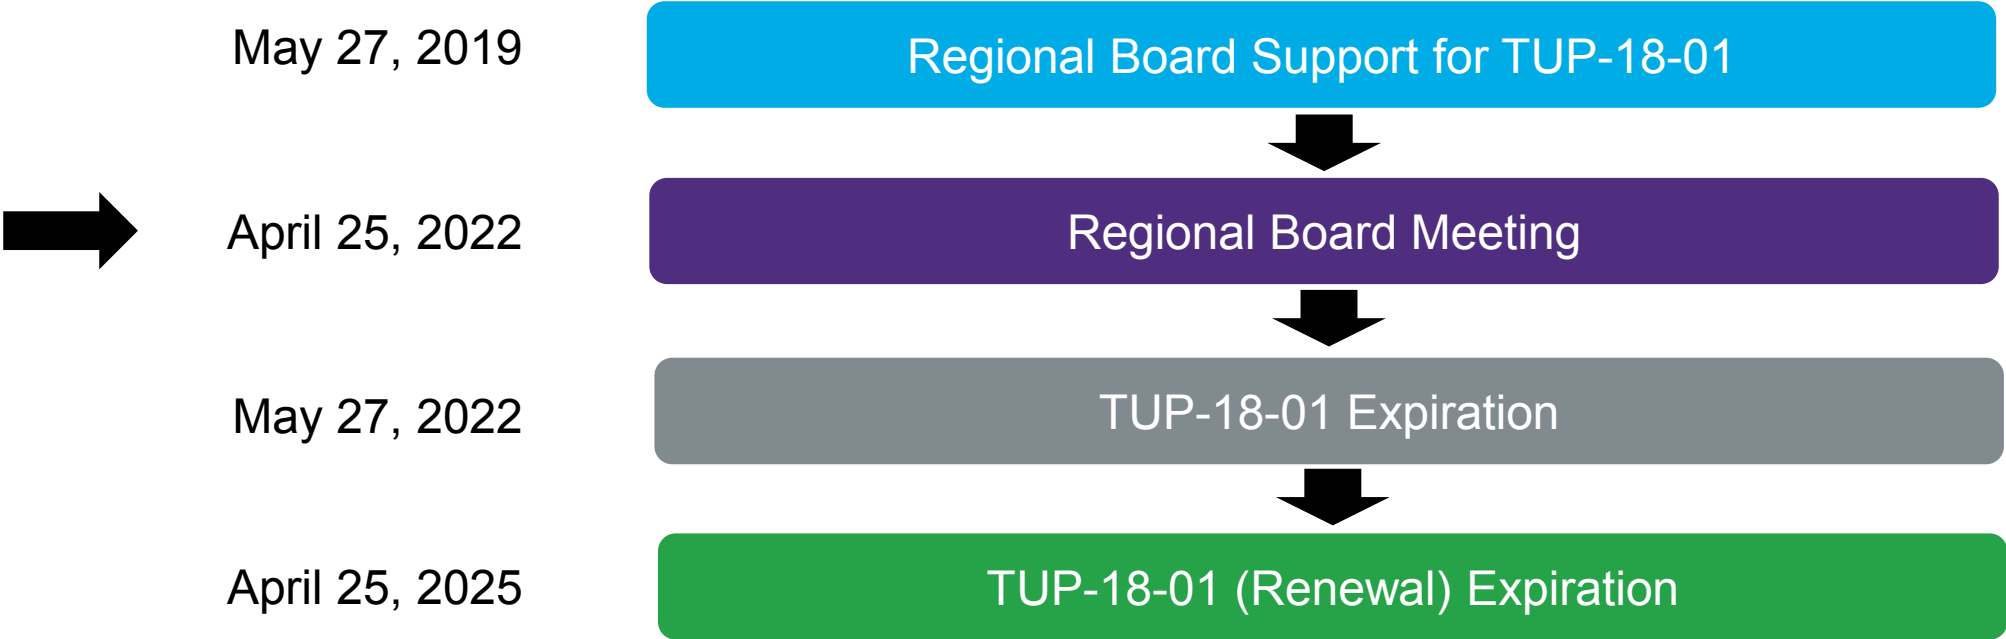 May 27, 2019
Regional Board Support for TUP-18-01
April 25, 2022
Regional Board Meeting
May 27, 2022
TUP-18-01 Expiration
April 25, 2025
TUP-18-01 (Renewal) Expiration